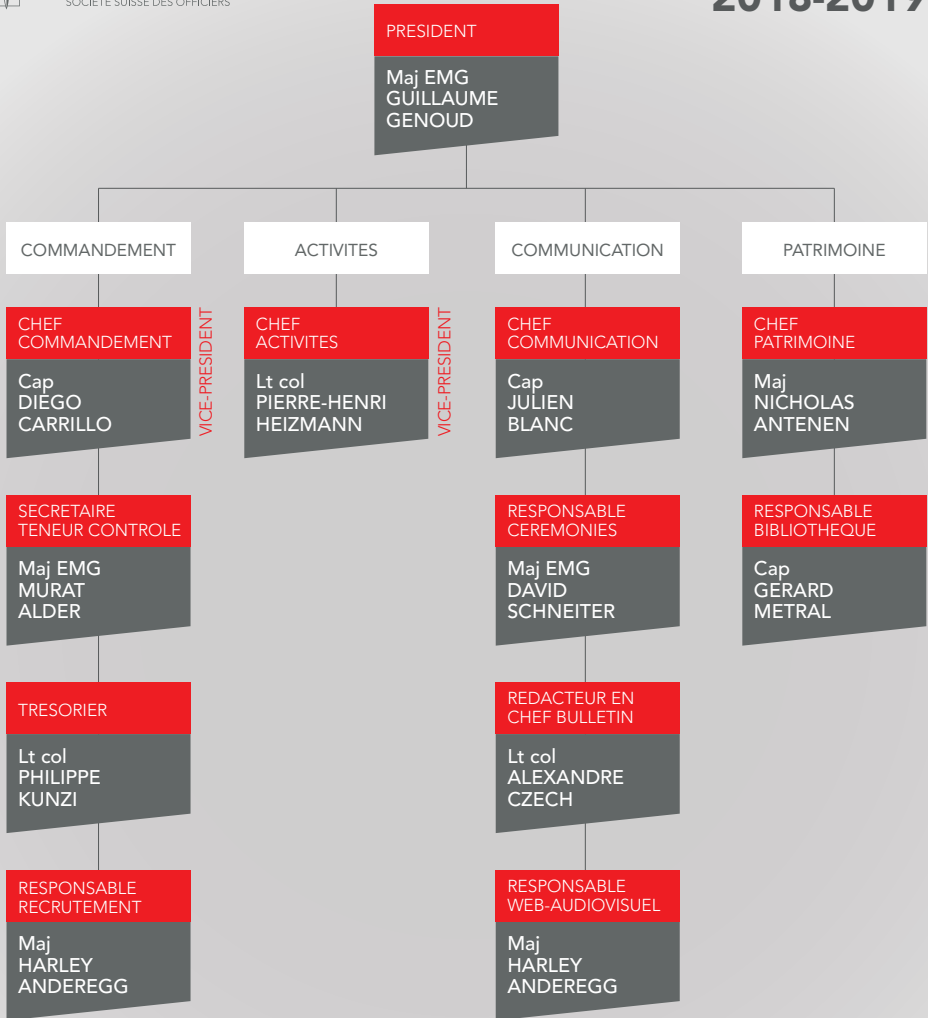 SOCIETE SUISSE DES OFFICIERS
2018-2019
PRESIDENT
Maj EMG
GUILLAUME
GENOUD
COMMANDEMENT
CHEF
COMMANDEMENT
VICE-PRESIDENT
Cap
DIEGO
CARRILLO
SECRETAIRE
TENEUR CONTROLE
Maj EMG
MURAT
ALDER
TRESORIER
Lt col
PHILIPPE
KUNZI
RESPONSABLE
RECRUTEMENT
Maj
HARLEY
ANDEREGG
ACTIVITES
CHEF
ACTIVITES
VICE-PRESIDENT
Lt col
PIERRE-HENRI
HEIZMANN
COMMUNICATION
CHEF
COMMUNICATION
Cap
JULIEN
BLANC
RESPONSABLE
CEREMONIES
Maj EMG
DAVID
SCHNEITER
REDACTEUR EN
CHEF BULLETIN
Lt col
ALEXANDRE
CZECH
RESPONSABLE
WEB-AUDIOVISUEL
Maj
HARLEY
ANDEREGG
PATRIMOINE
CHEF
PATRIMOINE
Maj
NICHOLAS
ANTENEN
RESPONSABLE
BIBLIOTHEQUE
Cap
GERARD
METRAL